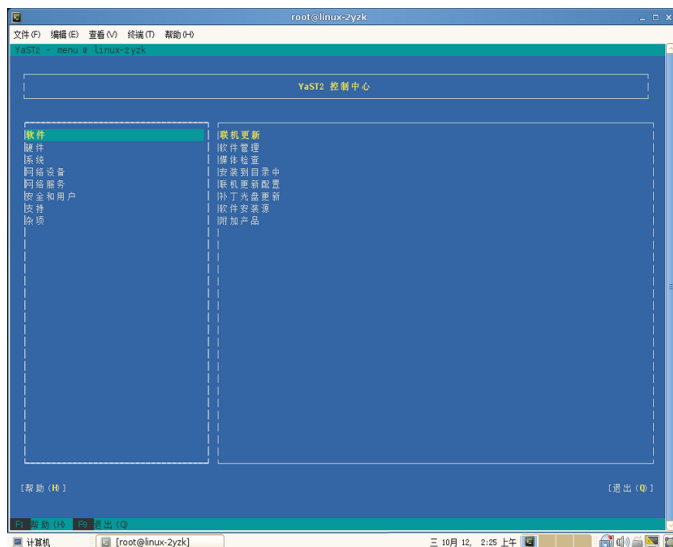 root@linux-2yzk
文件(F) 编辑(E) 查看(V) 终端(T) 帮助(H)
YaST2 - menu @ linux-2yzk
YaST2 控制中心
软件
硬件
系统
网络设备
网络服务
安全和用户
支持
杂项
联机更新
软件管理
媒体检查
安装到目录中
联机更新配置
补丁光盘更新
软件安装源
附加产品
[帮助(H)] [退出(Q)]
F1 帮助(H) F9 退出(Q)
计算机 [root@linux-2yzk] 三 10月 12, 2:25 上午